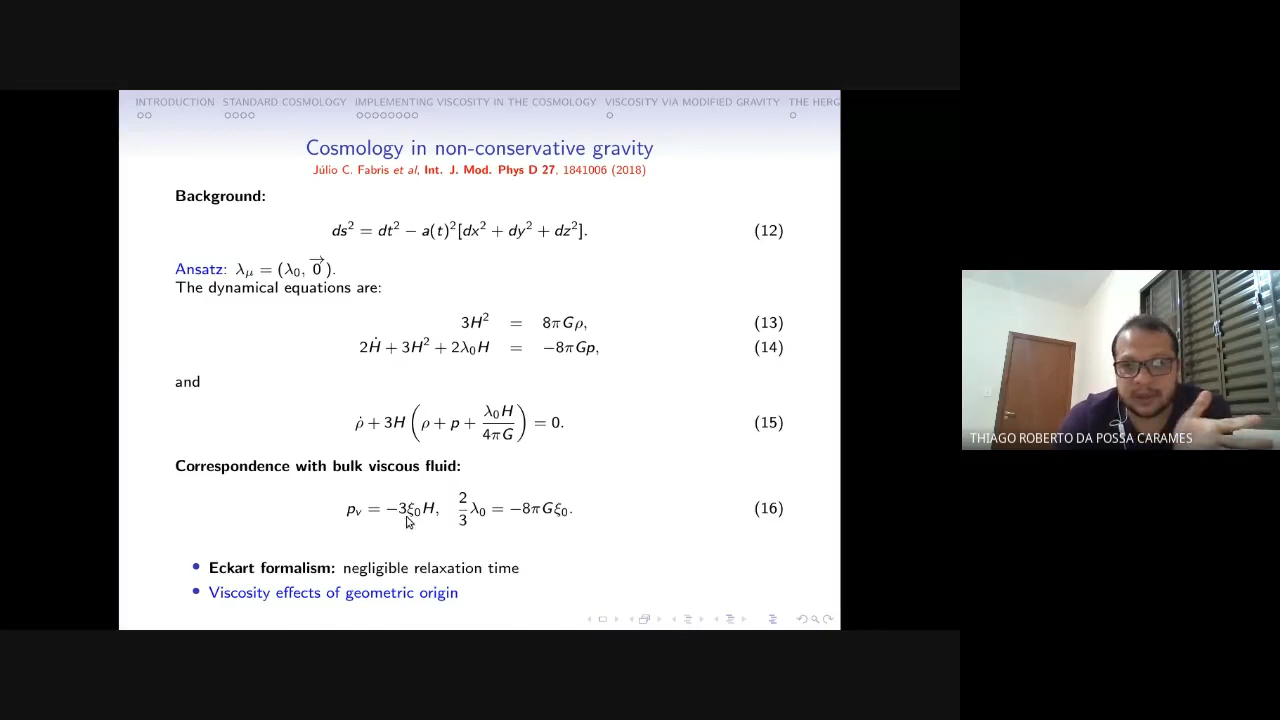 INTRODUCTION STANDARD COSMOLOGY IMPLEMENTING VISCOSITY IN THE COSMOLOGY VISCOSITY VIA MODIFIED GRAVITY THE HERG
Cosmology in non-conservative gravity
Júlio C. Fabris et al, Int. J. Mod. Phys D 27, 1841006 (2018)
Background:
ds² = dt² − a(t)²[dx² + dy² + dz²]. (12)
Ansatz: λ_μ = (λ₀, 0⃗).
The dynamical equations are:
3H² = 8πGρ, (13)
2Ḣ + 3H² + 2λ₀H = −8πGp, (14)
and
ρ̇ + 3H(ρ + p + λ₀H/4πG) = 0. (15)
Correspondence with bulk viscous fluid:
p_v = −3ξ₀H, 2/3 λ₀ = −8πGξ₀. (16)
• Eckart formalism: negligible relaxation time
• Viscosity effects of geometric origin
THIAGO ROBERTO DA POSSA CARAMES